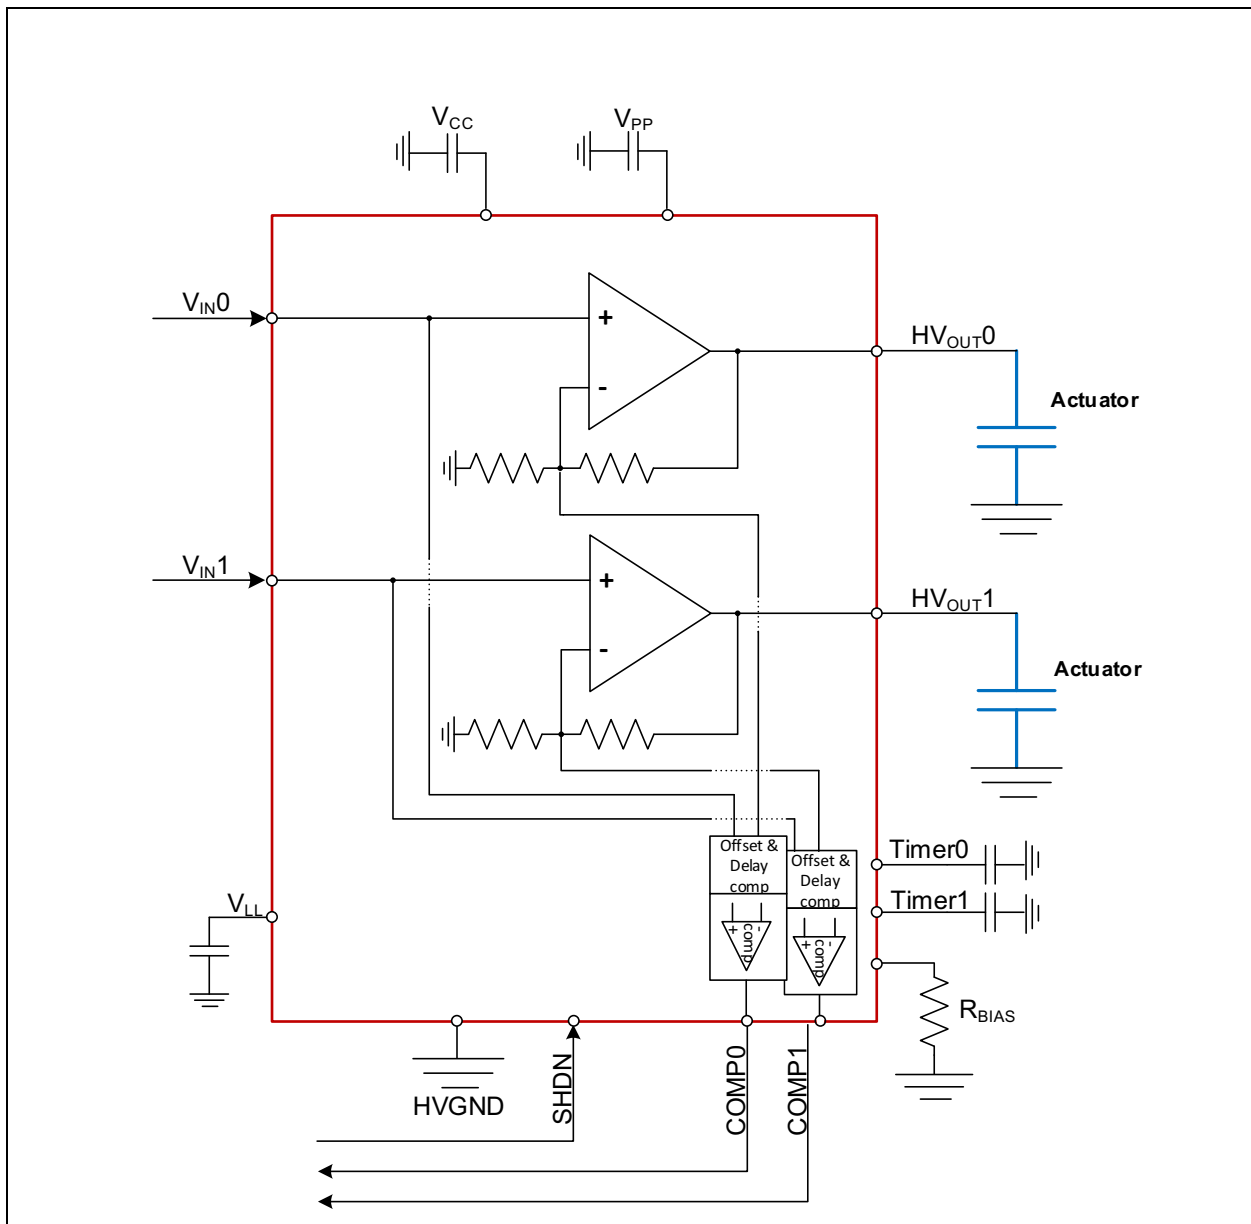 VCC
VPP
VIN0
+
-
HVOUT0
Actuator
VIN1
+
-
HVOUT1
Actuator
Offset &
Delay
comp
Offset &
Delay
comp
Timer0
Timer1
VLL
+ -
comp
+ -
comp
RBIAS
HVGND
SHDN
COMP0
COMP1